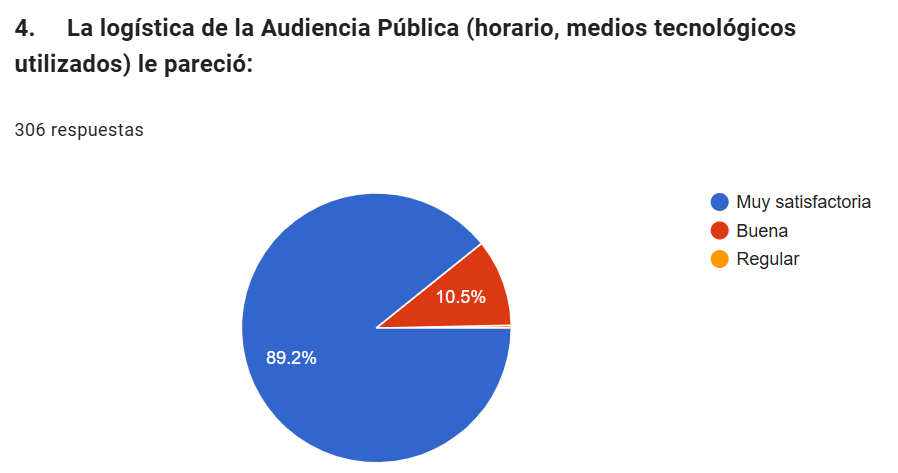 4. La logística de la Audiencia Pública (horario, medios tecnológicos
utilizados) le pareció:
306 respuestas
Muy satisfactoria
Buena
Regular
10.5%
89.2%